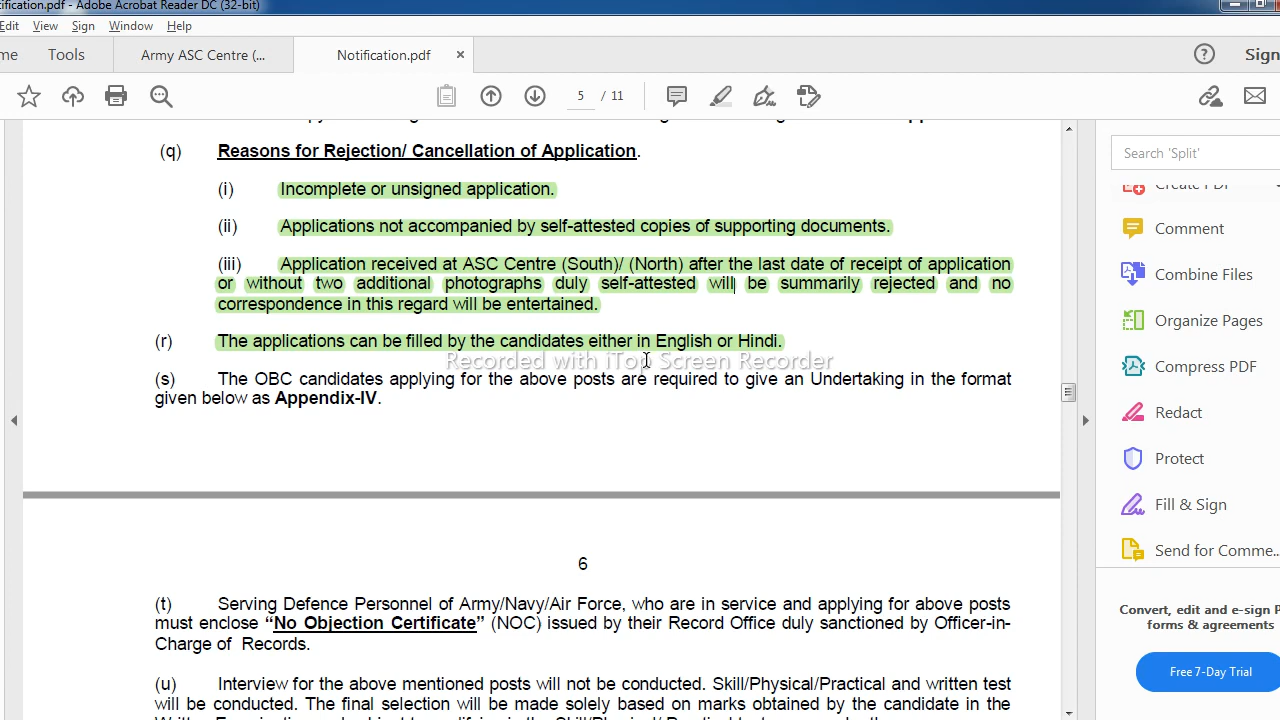 tification.pdf - Adobe Acrobat Reader DC (32-bit)
Edit View Sign Window Help
me Tools Army ASC Centre (... Notification.pdf × ? Sign
5 / 11
(q) Reasons for Rejection/ Cancellation of Application.
(i) Incomplete or unsigned application.
(ii) Applications not accompanied by self-attested copies of supporting documents.
(iii) Application received at ASC Centre (South)/ (North) after the last date of receipt of application
or without two additional photographs duly self-attested will be summarily rejected and no
correspondence in this regard will be entertained.
(r) The applications can be filled by the candidates either in English or Hindi.
Recorded with iTop Screen Recorder
(s) The OBC candidates applying for the above posts are required to give an Undertaking in the format
given below as Appendix-IV.
6
(t) Serving Defence Personnel of Army/Navy/Air Force, who are in service and applying for above posts
must enclose “No Objection Certificate” (NOC) issued by their Record Office duly sanctioned by Officer-in-
Charge of Records.
(u) Interview for the above mentioned posts will not be conducted. Skill/Physical/Practical and written test
will be conducted. The final selection will be made solely based on marks obtained by the candidate in the
Search 'Split'
Create PDF
Comment
Combine Files
Organize Pages
Compress PDF
Redact
Protect
Fill & Sign
Send for Comme...
Convert, edit and e-sign P
forms & agreements
Free 7-Day Trial